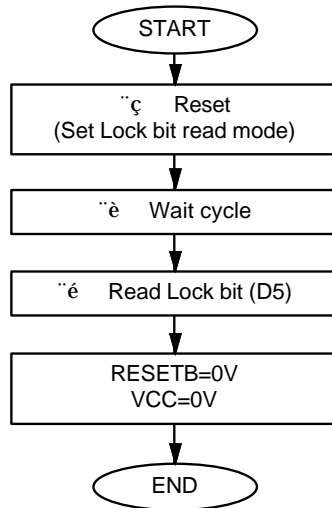 START
¨ç Reset
(Set Lock bit read mode)
¨è Wait cycle
¨é Read Lock bit (D5)
RESETB=0V
VCC=0V
END